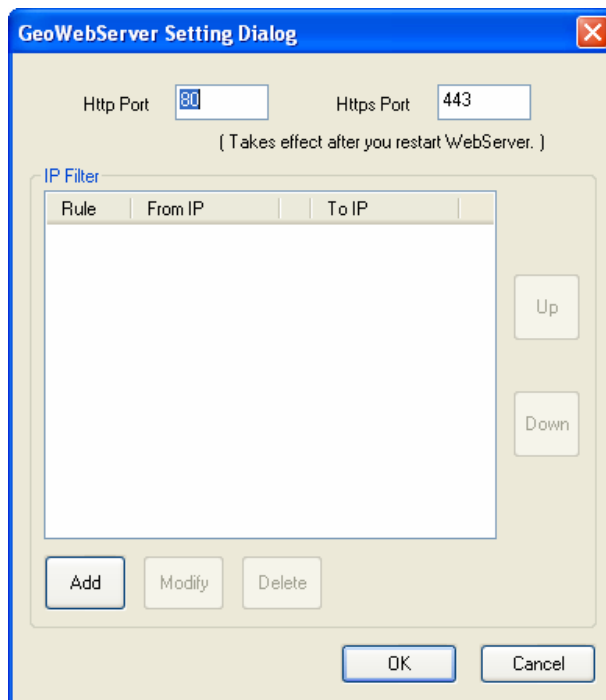 GeoWebServer Setting Dialog
Http Port 80 Https Port 443
( Takes effect after you restart WebServer. )
IP Filter
Rule From IP To IP
Up
Down
Add Modify Delete
OK Cancel